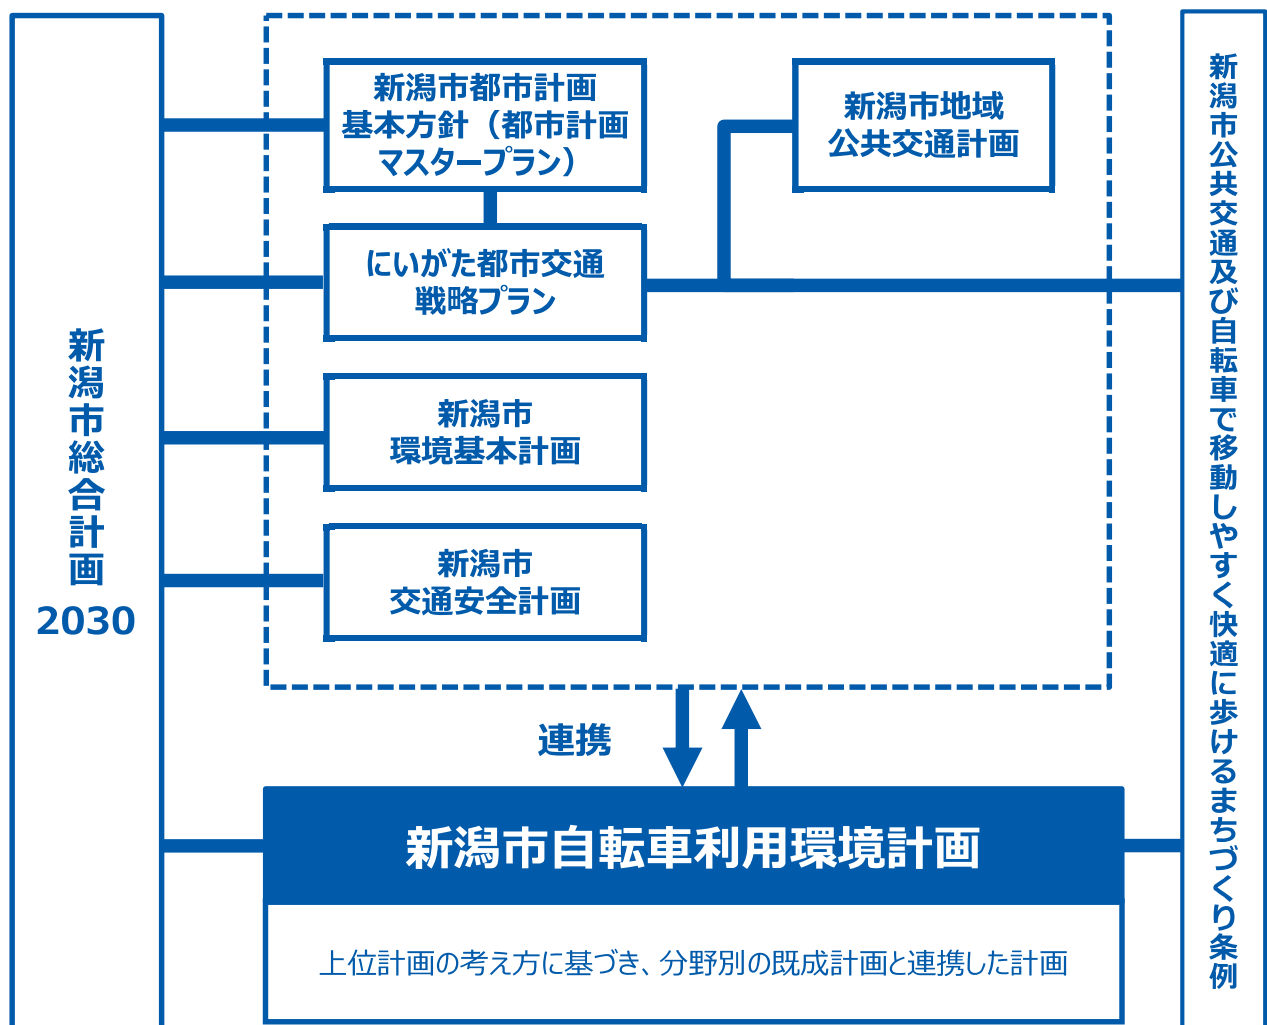 新潟市総合計画
2030
新潟市都市計画
基本方針（都市計画
マスタープラン）
新潟市地域
公共交通計画
にいがた都市交通
戦略プラン
新潟市
環境基本計画
新潟市
交通安全計画
連携
新潟市自転車利用環境計画
上位計画の考え方に基づき、分野別の既成計画と連携した計画
新潟市公共交通及び自転車で移動しやすく快適に歩けるまちづくり条例